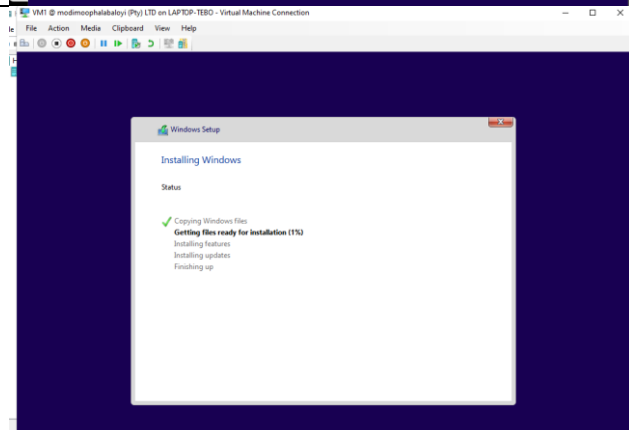 VM1 @ modimoophalabaloyi (Pty) LTD on LAPTOP-TEBO - Virtual Machine Connection
File Action Media Clipboard View Help
Windows Setup
Installing Windows
Status
Copying Windows files
Getting files ready for installation (1%)
Installing features
Installing updates
Finishing up